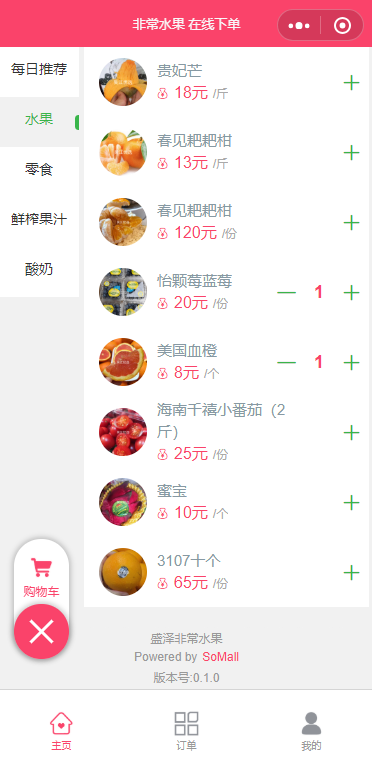 非常水果 在线下单
每日推荐
水果
零食
鲜榨果汁
酸奶
贵妃芒
18元 /斤
春见耙耙柑
13元 /斤
春见耙耙柑
120元 /份
怡颗莓蓝莓
20元 /份
1
美国血橙
8元 /个
1
海南千禧小番茄（2
斤）
25元 /份
蜜宝
10元 /个
3107十个
65元 /份
购物车
盛泽非常水果
Powered by SoMall
版本号:0.1.0
主页
订单
我的